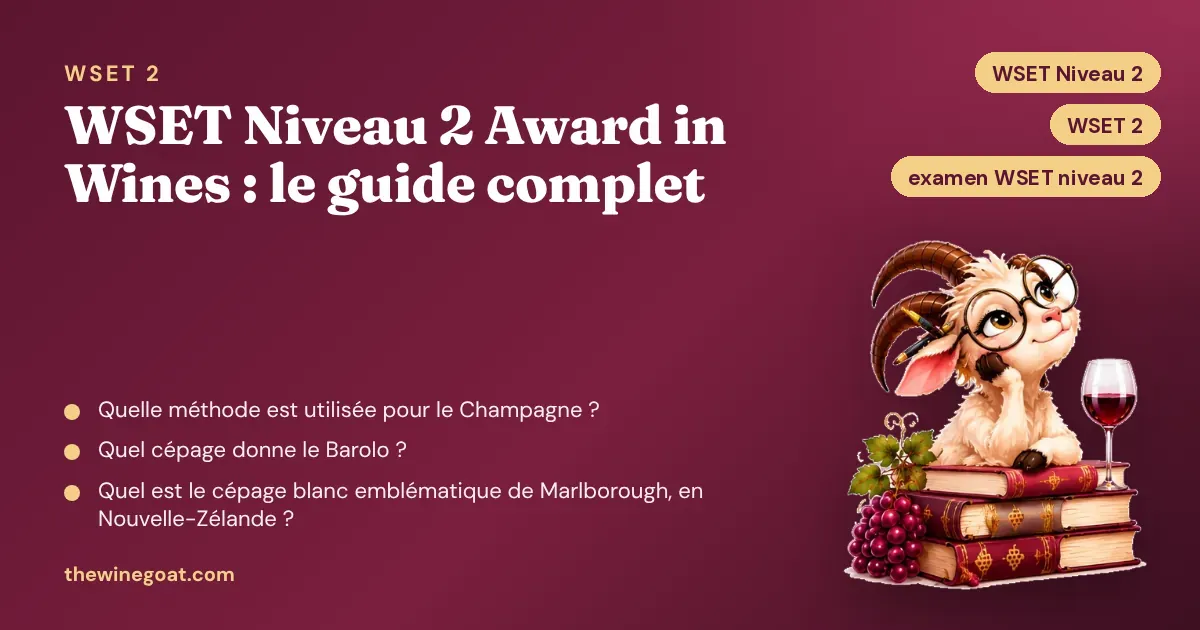 WSET 2
WSET Niveau 2 Award in
Wines : le guide complet
WSET Niveau 2
WSET 2
examen WSET niveau 2
Quelle méthode est utilisée pour le Champagne ?
Quel cépage donne le Barolo ?
Quel est le cépage blanc emblématique de Marlborough, en
Nouvelle-Zélande ?
thewinegoat.com